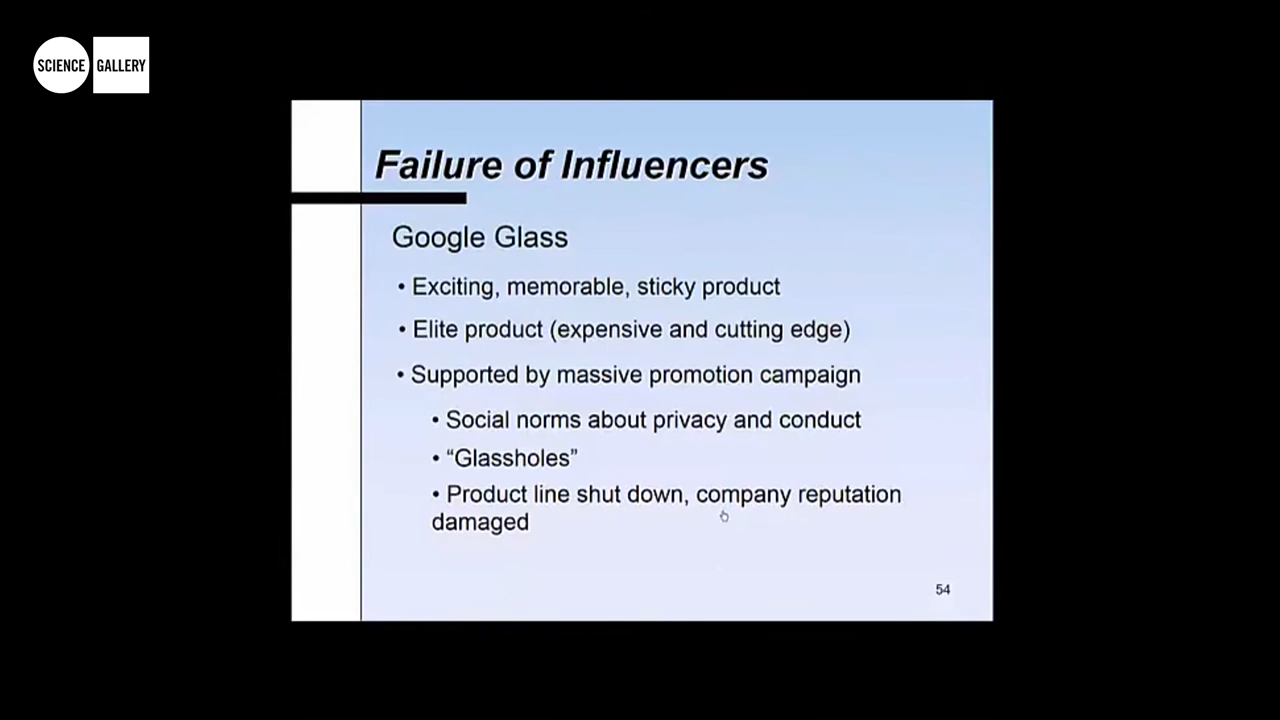 SCIENCE GALLERY
Failure of Influencers
Google Glass
• Exciting, memorable, sticky product
• Elite product (expensive and cutting edge)
• Supported by massive promotion campaign
• Social norms about privacy and conduct
• “Glassholes”
• Product line shut down, company reputation
damaged
54